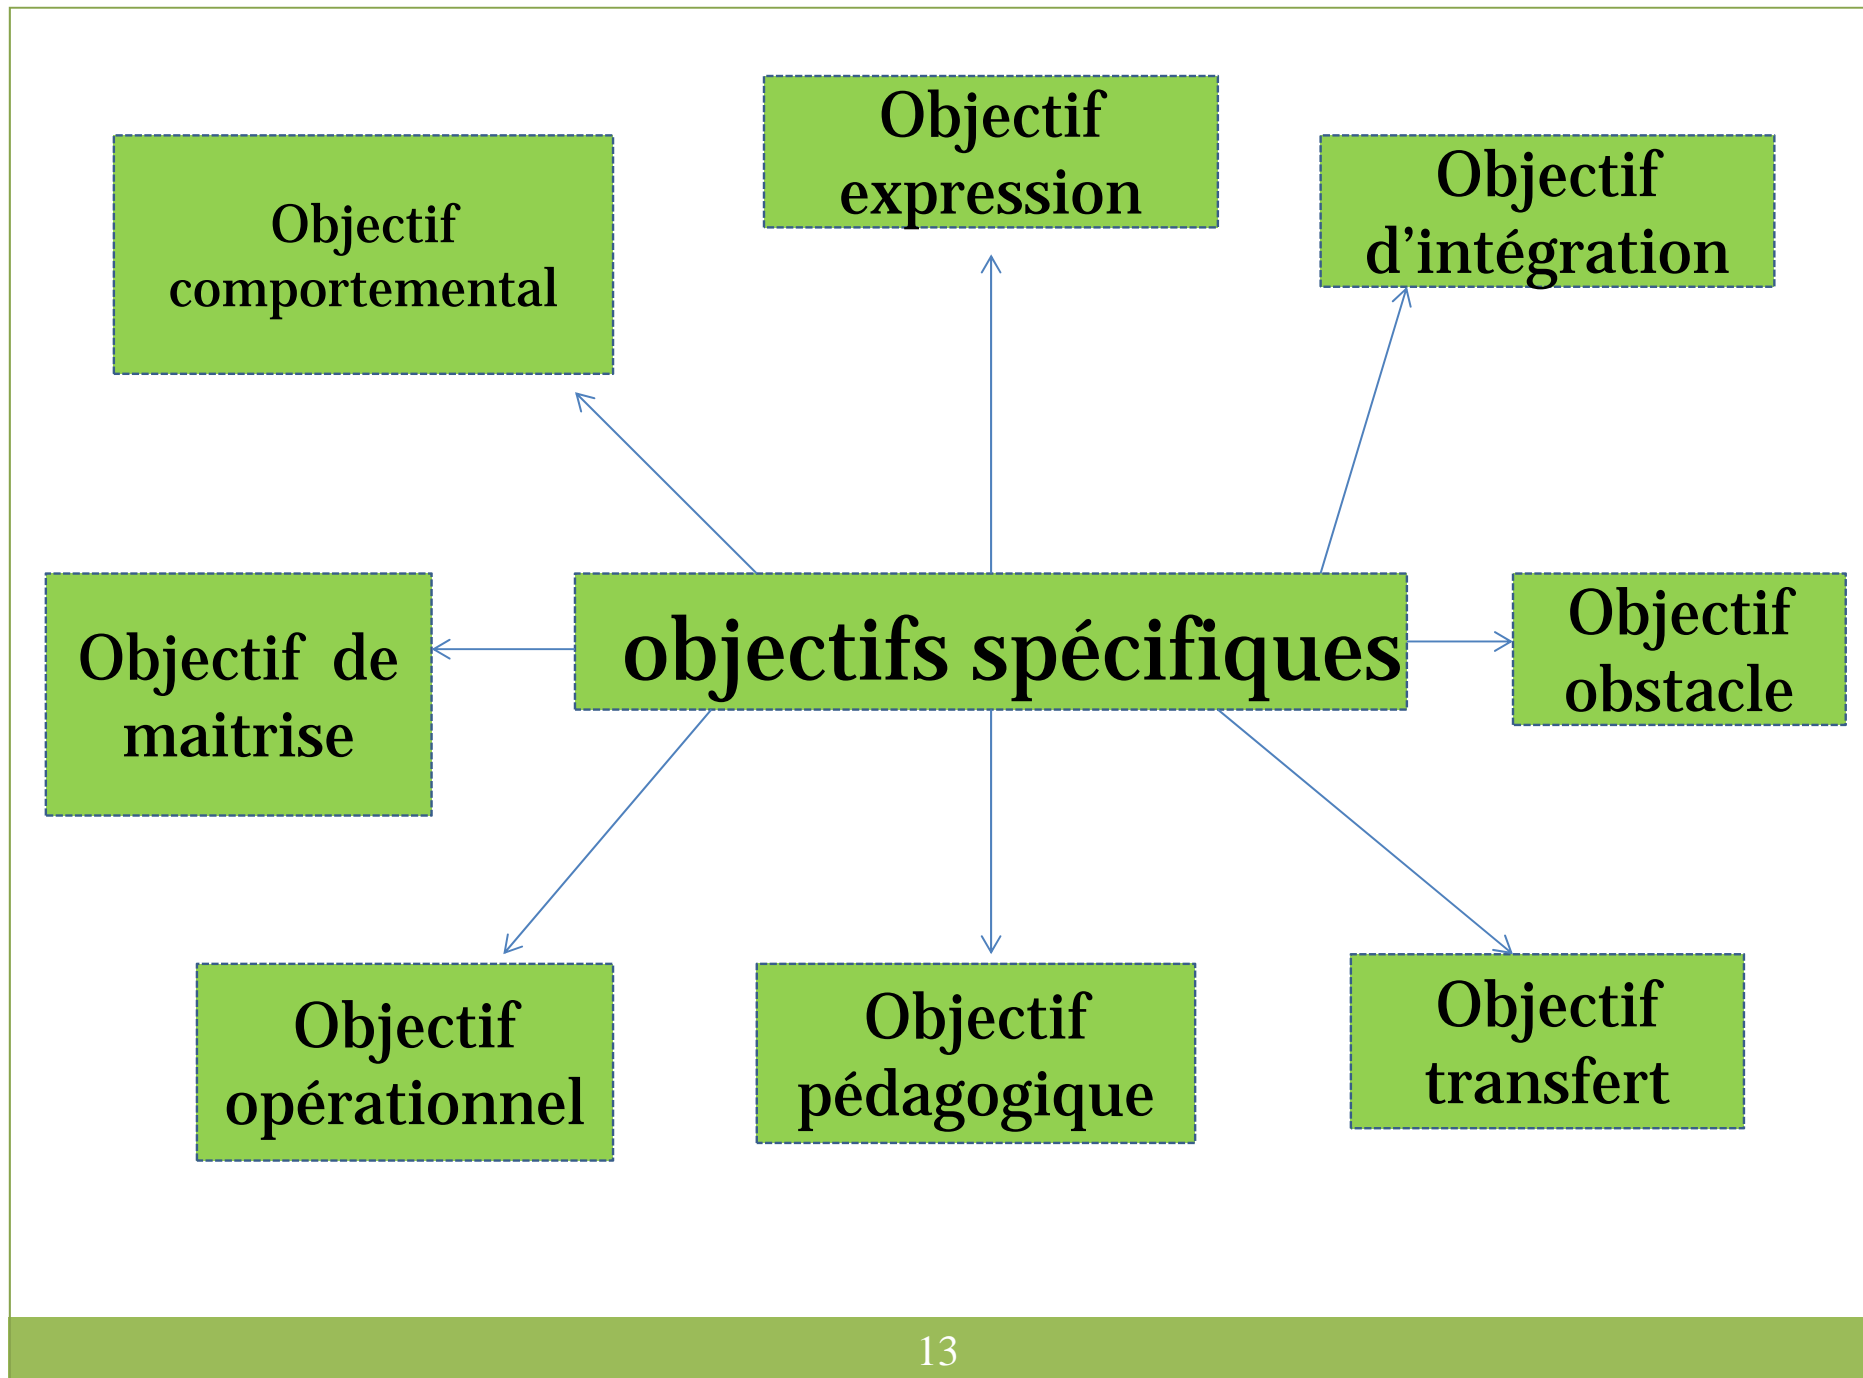 Objectif
expression
Objectif
comportemental
Objectif
d’intégration
Objectif de
maitrise
objectifs spécifiques
Objectif
obstacle
Objectif
opérationnel
Objectif
pédagogique
Objectif
transfert
13